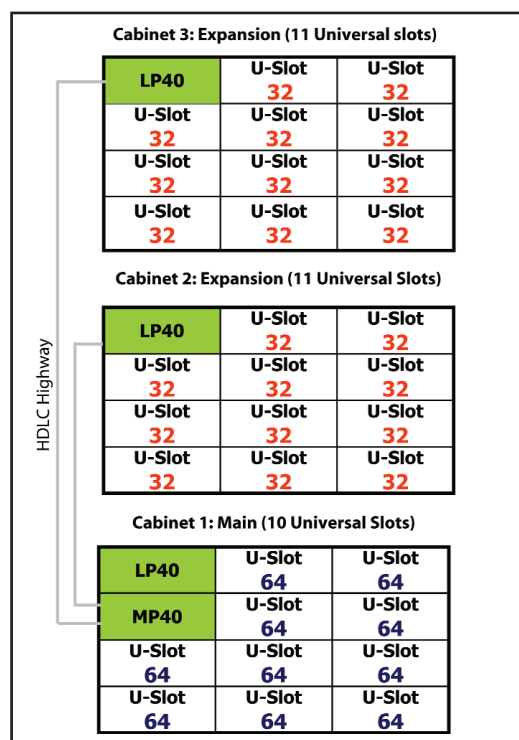 Cabinet 3: Expansion (11 Universal slots)
LP40 U-Slot U-Slot
32 32
U-Slot U-Slot U-Slot
32 32 32
U-Slot U-Slot U-Slot
32 32 32
U-Slot U-Slot U-Slot
32 32 32
HDLC Highway
Cabinet 2: Expansion (11 Universal Slots)
LP40 U-Slot U-Slot
32 32
U-Slot U-Slot U-Slot
32 32 32
U-Slot U-Slot U-Slot
32 32 32
U-Slot U-Slot U-Slot
32 32 32
Cabinet 1: Main (10 Universal Slots)
LP40 U-Slot U-Slot
64 64
MP40 U-Slot U-Slot
64 64
U-Slot U-Slot U-Slot
64 64 64
U-Slot U-Slot U-Slot
64 64 64